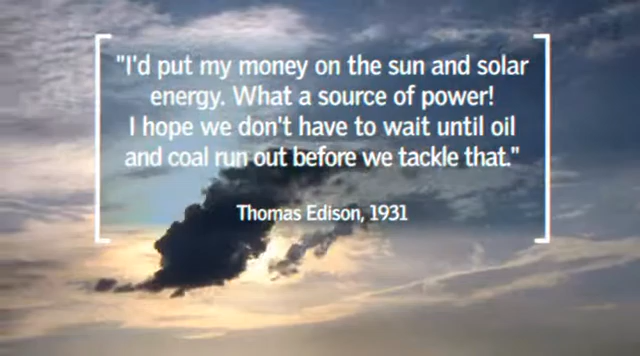 "I'd put my money on the sun and solar
energy. What a source of power!
I hope we don't have to wait until oil
and coal run out before we tackle that."
Thomas Edison, 1931